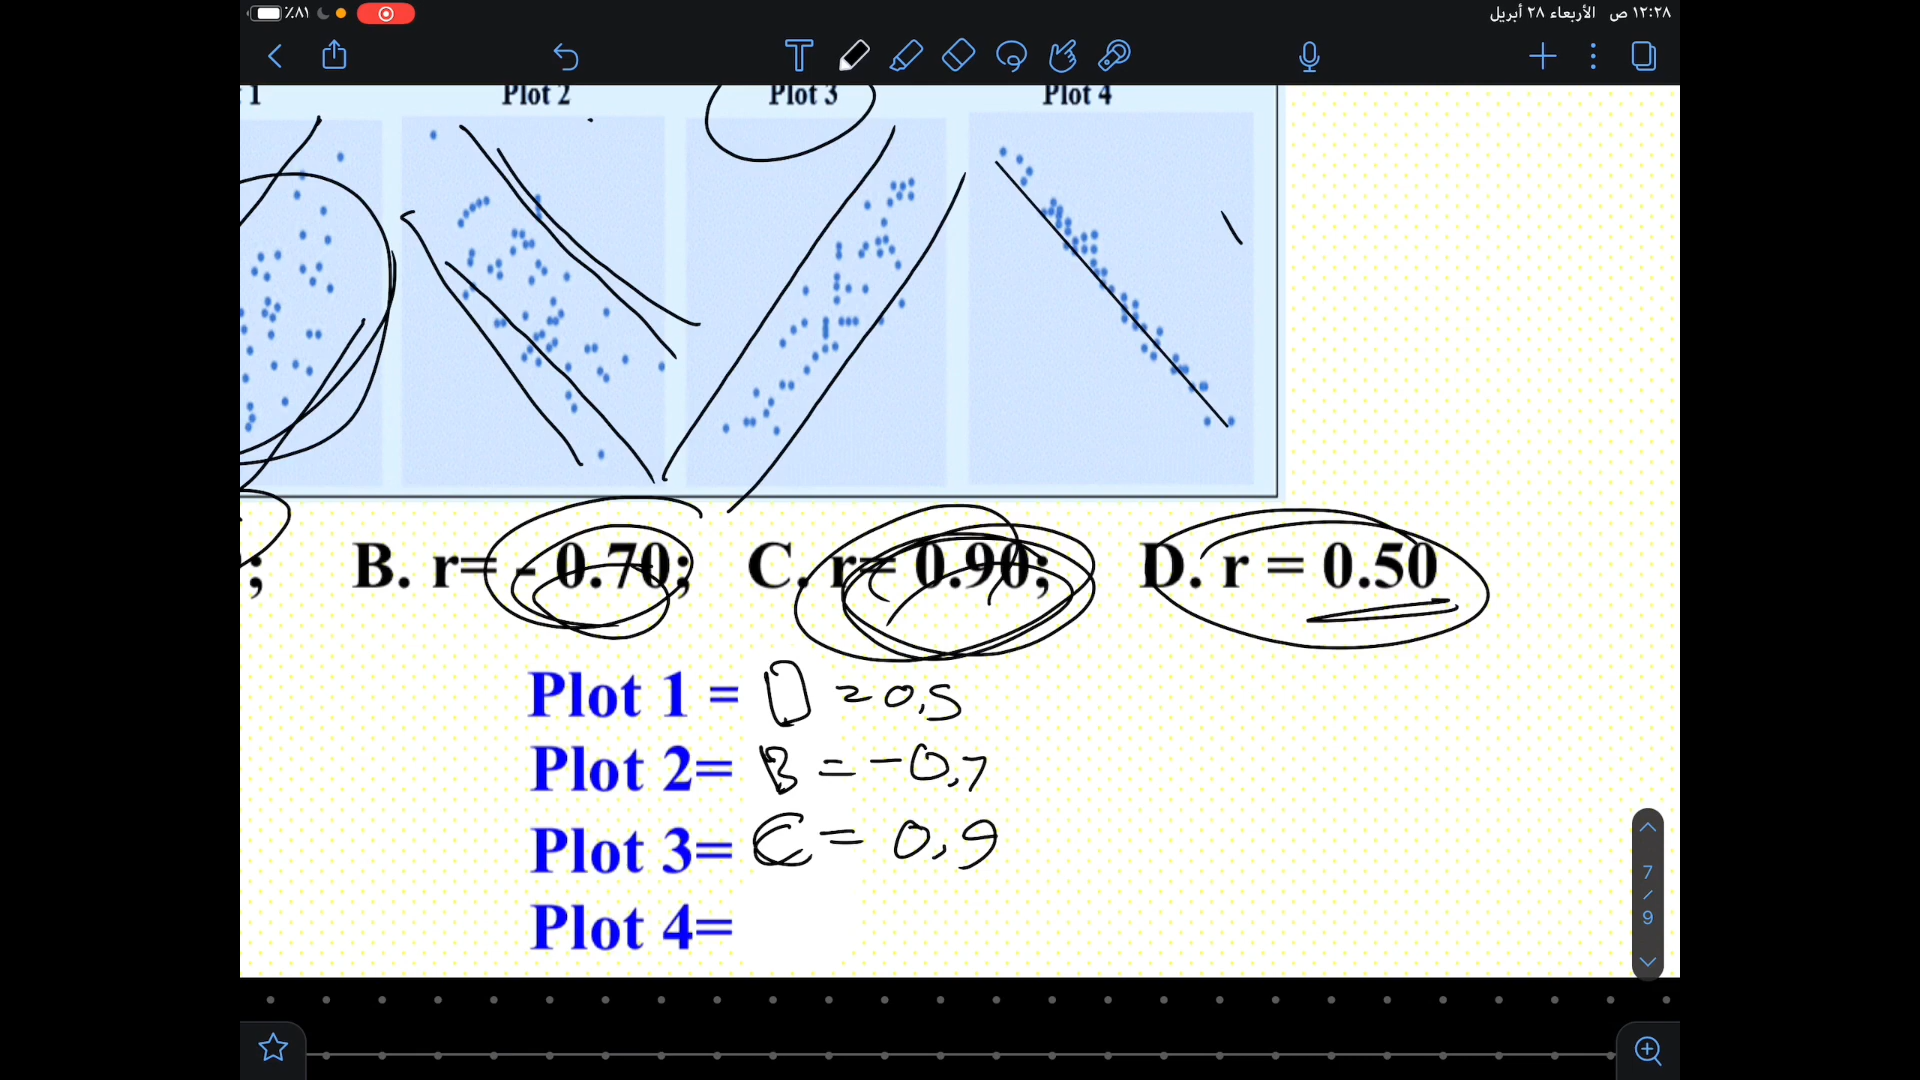 ٪٨١ ١٢:٢٨ ص الأربعاء ٢٨ أبريل
1 Plot 2 Plot 3 Plot 4
; B. r= - 0.70; C. r= 0.90; D. r = 0.50
Plot 1 = D = 0,5
Plot 2= B = -0,7
Plot 3= C = 0,9
Plot 4=
7
/
9